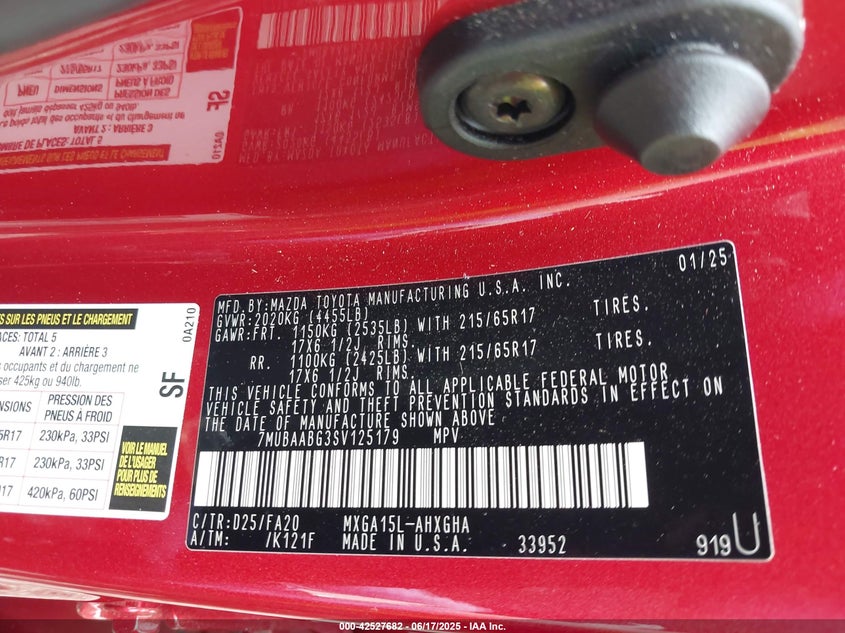 MFD.BY:MAZDA TOYOTA MANUFACTURING U.S.A. INC. 01/25
GVWR:2020KG (4455LB)
GAWR:FRT. 1150KG (2535LB) WITH 215/65R17 TIRES.
17X6 1/2J RIMS.
RR. 1100KG (2425LB) WITH 215/65R17 TIRES.
17X6 1/2J RIMS.
THIS VEHICLE CONFORMS TO ALL APPLICABLE FEDERAL MOTOR
VEHICLE SAFETY AND THEFT PREVENTION STANDARDS IN EFFECT ON
THE DATE OF MANUFACTURE SHOWN ABOVE
7MUBAABG3SV125179 MPV
C/TR:D25/FA20 MXGA15L-AHXGHA
A/TM: /K121F MADE IN U.S.A. 33952 919U
SUR LES PNEUS ET LE CHARGEMENT
TOTAL 5
AVANT 2 : ARRIÈRE 3
occupants et du chargement ne
425kg ou 940lb.
0A210
SF
PRESSION DES
PNEUS À FROID
230kPa, 33PSI
230kPa, 33PSI
420kPa, 60PSI
VOIR LE MANUEL
DE L'USAGER
POUR PLUS DE
RENSEIGNEMENTS
000-42527682 - 06/17/2025 - IAA Inc.